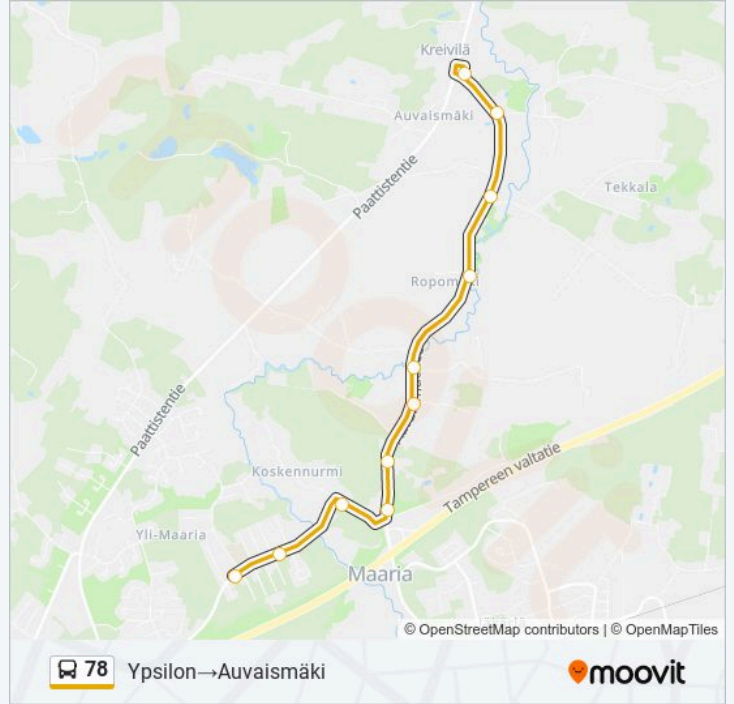 Kreivilä
Auvaismäki
Paattistentie
Tekkala
Paattistentie
Tampereen valtatie
Koskennurmi
Yli-Maaria
Maaria
© OpenStreetMap contributors | © OpenMapTiles
78 Ypsilon→Auvaismäki
moovit